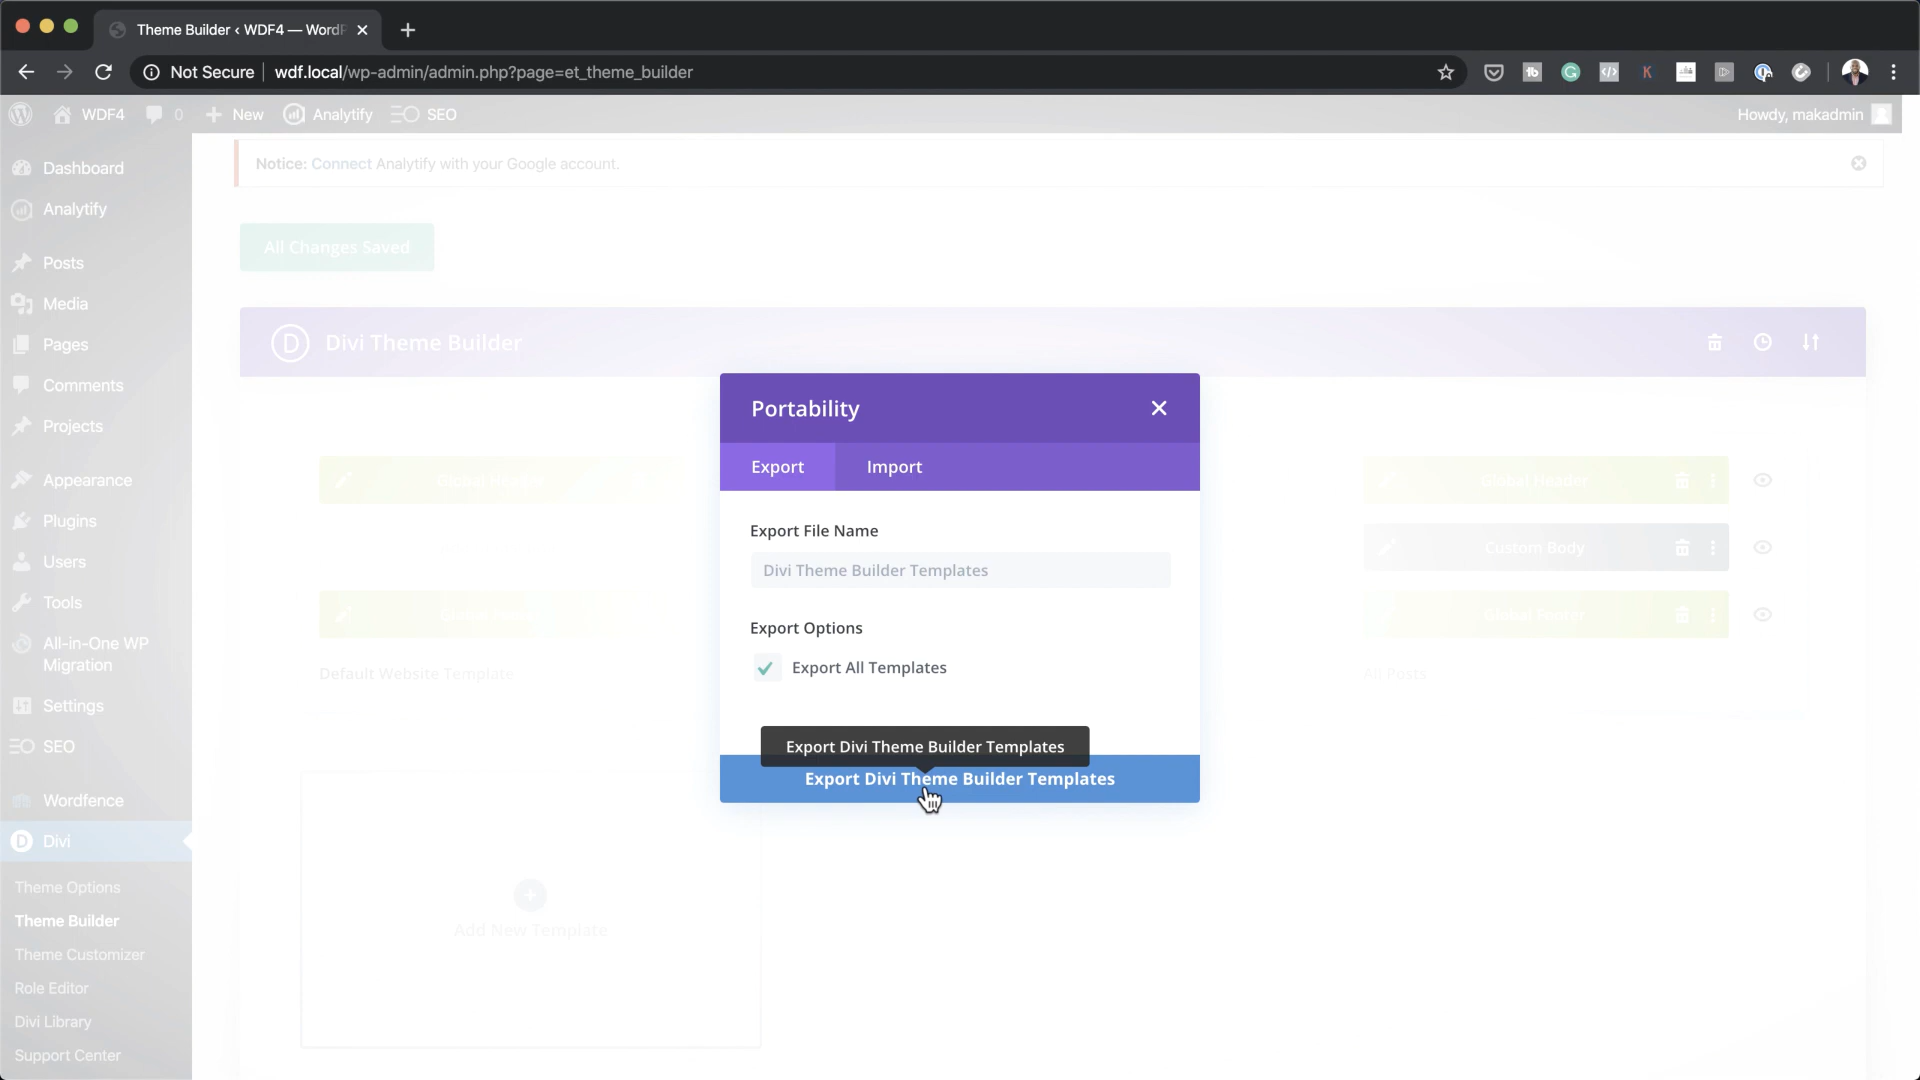 Theme Builder ‹ WDF4 — WordP
Not Secure
wdf.local/wp-admin/admin.php?page=et_theme_builder
WDF4
0
New
Analytify
SEO
Howdy, makadmin
Notice: Connect Analytify with your Google account.
Dashboard
Analytify
Posts
Media
Pages
Comments
Projects
Appearance
Plugins
Users
Tools
All-in-One WP
Migration
Settings
SEO
Wordfence
Divi
Theme Options
Theme Builder
Theme Customizer
Role Editor
Divi Library
Support Center
All Changes Saved
Divi Theme Builder
Default Website Template
Add New Template
Portability
Export
Import
Export File Name
Divi Theme Builder Templates
Export Options
Export All Templates
Export Divi Theme Builder Templates
Export Divi Theme Builder Templates
Global Header
Custom Body
Global Footer
All Posts